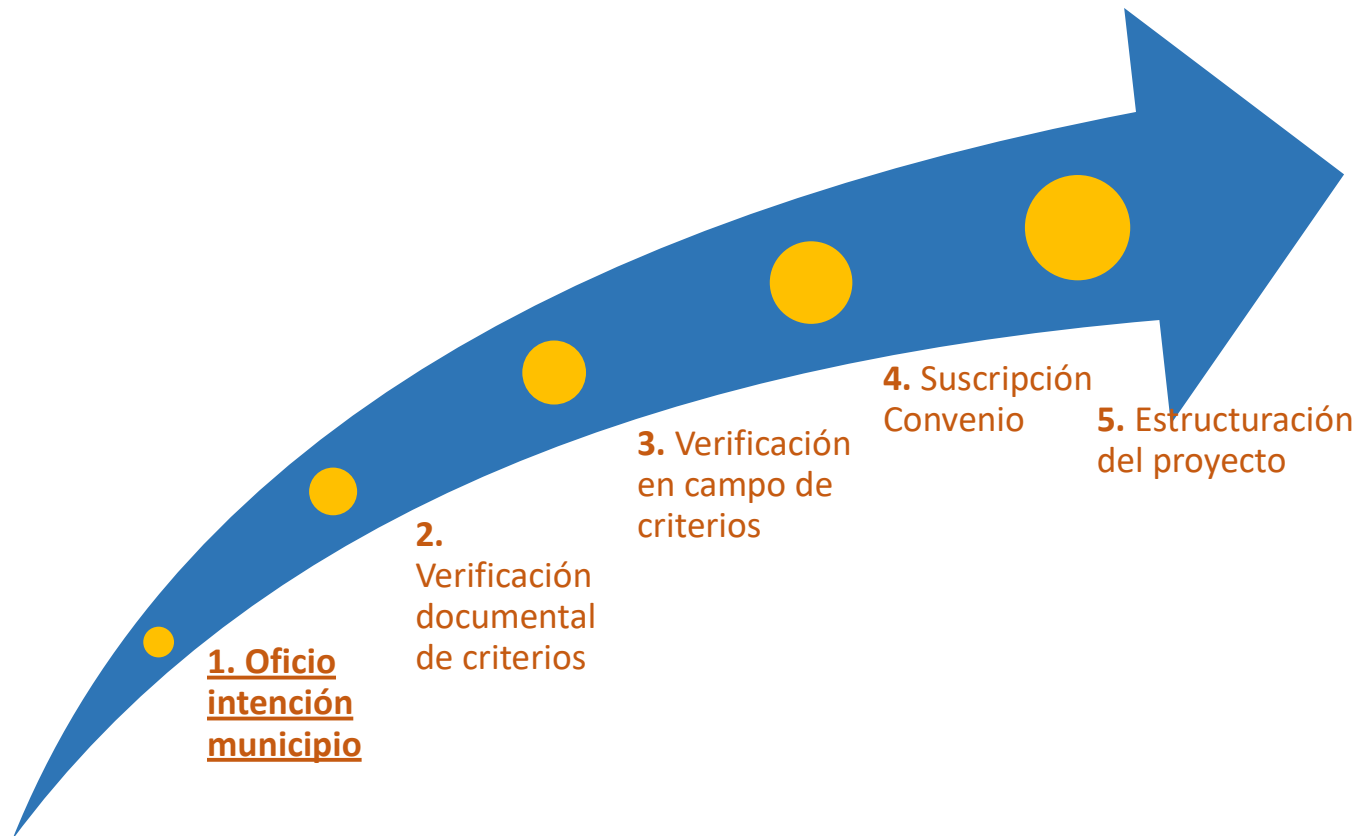 1. Oficio
intención
municipio
2.
Verificación
documental
de criterios
3. Verificación
en campo de
criterios
4. Suscripción
Convenio
5. Estructuración
del proyecto